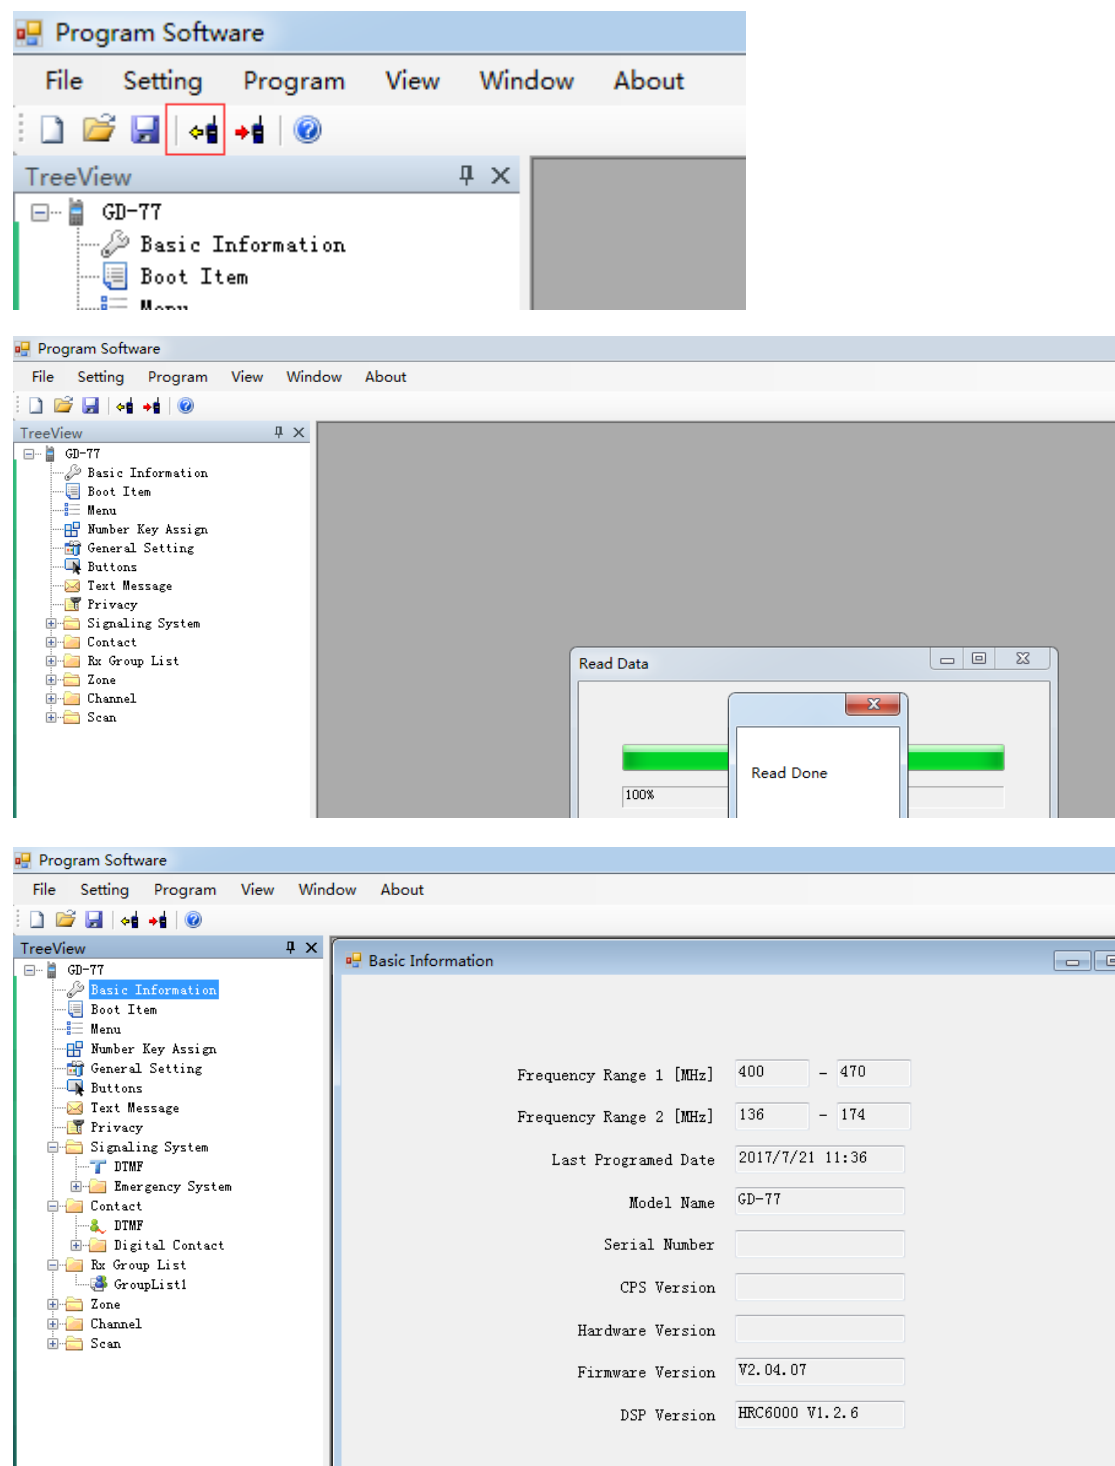 Program Software
File Setting Program View Window About
TreeView
GD-77
Basic Information
Boot Item
Menu
Program Software
File Setting Program View Window About
TreeView
GD-77
Basic Information
Boot Item
Menu
Number Key Assign
General Setting
Buttons
Text Message
Privacy
Signaling System
Contact
Rx Group List
Zone
Channel
Scan
Read Data
Read Done
100%
Program Software
File Setting Program View Window About
TreeView
GD-77
Basic Information
Boot Item
Menu
Number Key Assign
General Setting
Buttons
Text Message
Privacy
Signaling System
DTMF
Emergency System
Contact
DTMF
Digital Contact
Rx Group List
GroupList1
Zone
Channel
Scan
Basic Information
Frequency Range 1 [MHz] 400 - 470
Frequency Range 2 [MHz] 136 - 174
Last Programed Date 2017/7/21 11:36
Model Name GD-77
Serial Number
CPS Version
Hardware Version
Firmware Version V2.04.07
DSP Version HRC6000 V1.2.6